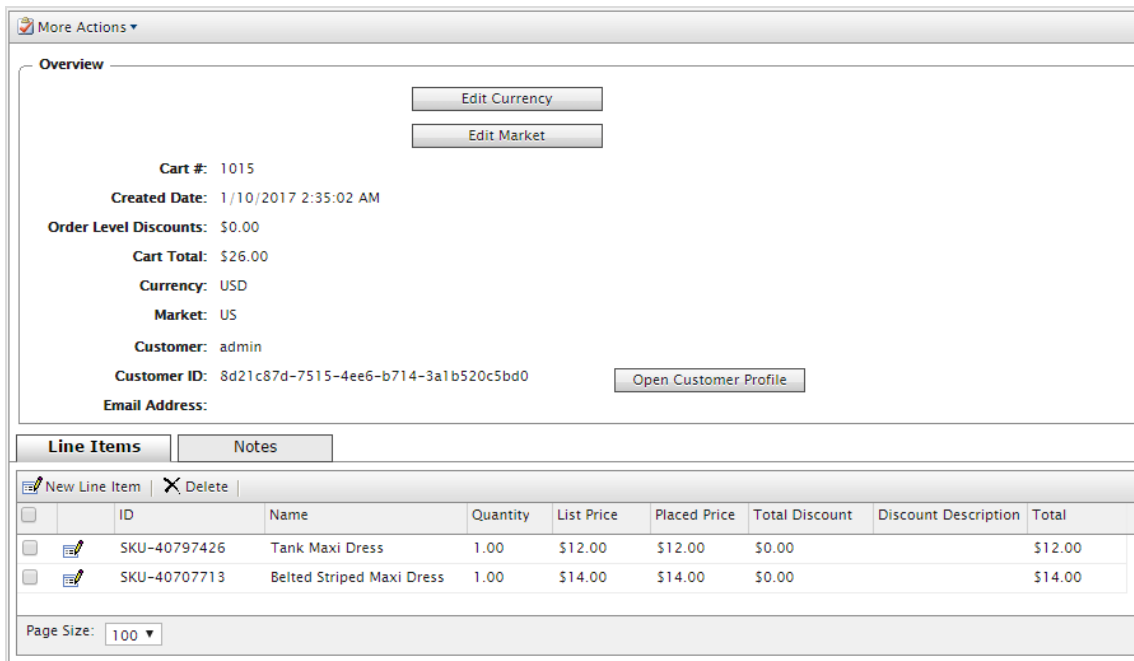 More Actions
Overview
Edit Currency
Edit Market
Cart #: 1015
Created Date: 1/10/2017 2:35:02 AM
Order Level Discounts: $0.00
Cart Total: $26.00
Currency: USD
Market: US
Customer: admin
Customer ID: 8d21c87d-7515-4ee6-b714-3a1b520c5bd0 Open Customer Profile
Email Address:
Line Items Notes
New Line Item | Delete |
ID Name Quantity List Price Placed Price Total Discount Discount Description Total
SKU-40797426 Tank Maxi Dress 1.00 $12.00 $12.00 $0.00 $12.00
SKU-40707713 Belted Striped Maxi Dress 1.00 $14.00 $14.00 $0.00 $14.00
Page Size: 100